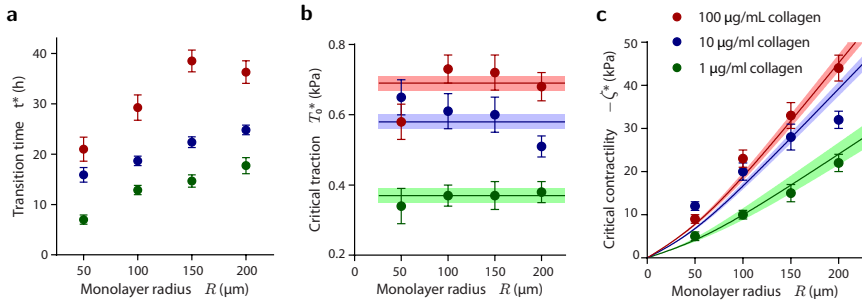 a
Transition time t* (h)
40
30
20
10
0
50
100
150
200
Monolayer radius R (µm)
b
Critical traction T₀* (kPa)
0.8
0.6
0.4
0.2
0
50
100
150
200
Monolayer radius R (µm)
c
100 µg/mL collagen
10 µg/ml collagen
1 µg/ml collagen
Critical contractility −ζ* (kPa)
50
40
30
20
10
0
0
50
100
150
200
Monolayer radius R (µm)